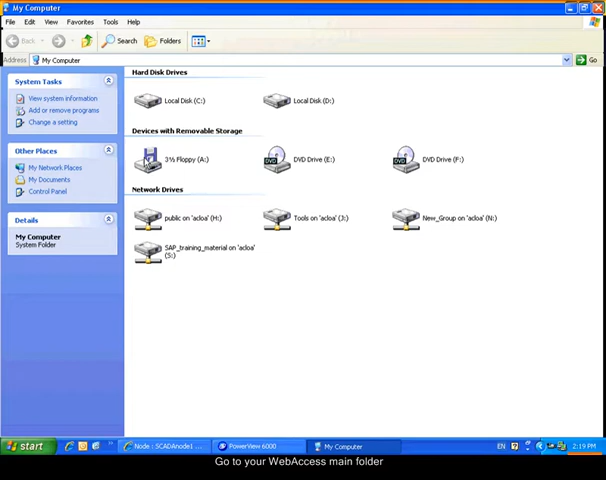 My Computer
File Edit View Favorites Tools Help
Back Search Folders
Address My Computer Go
System Tasks
View system information
Add or remove programs
Change a setting
Other Places
My Network Places
My Documents
Control Panel
Details
My Computer
System Folder
Hard Disk Drives
Local Disk (C:) Local Disk (D:)
Devices with Removable Storage
3½ Floppy (A:) DVD Drive (E:) DVD Drive (F:)
DVD DVD
Network Drives
public on 'acloa' (H:) Tools on 'acloa' (J:) New_Group on 'acloa' (N:)
SAP_training_material on 'acloa'
(S:)
start Node : SCADANode1 ... PowerView 6000 My Computer EN 2:19 PM
Go to your WebAccess main folder